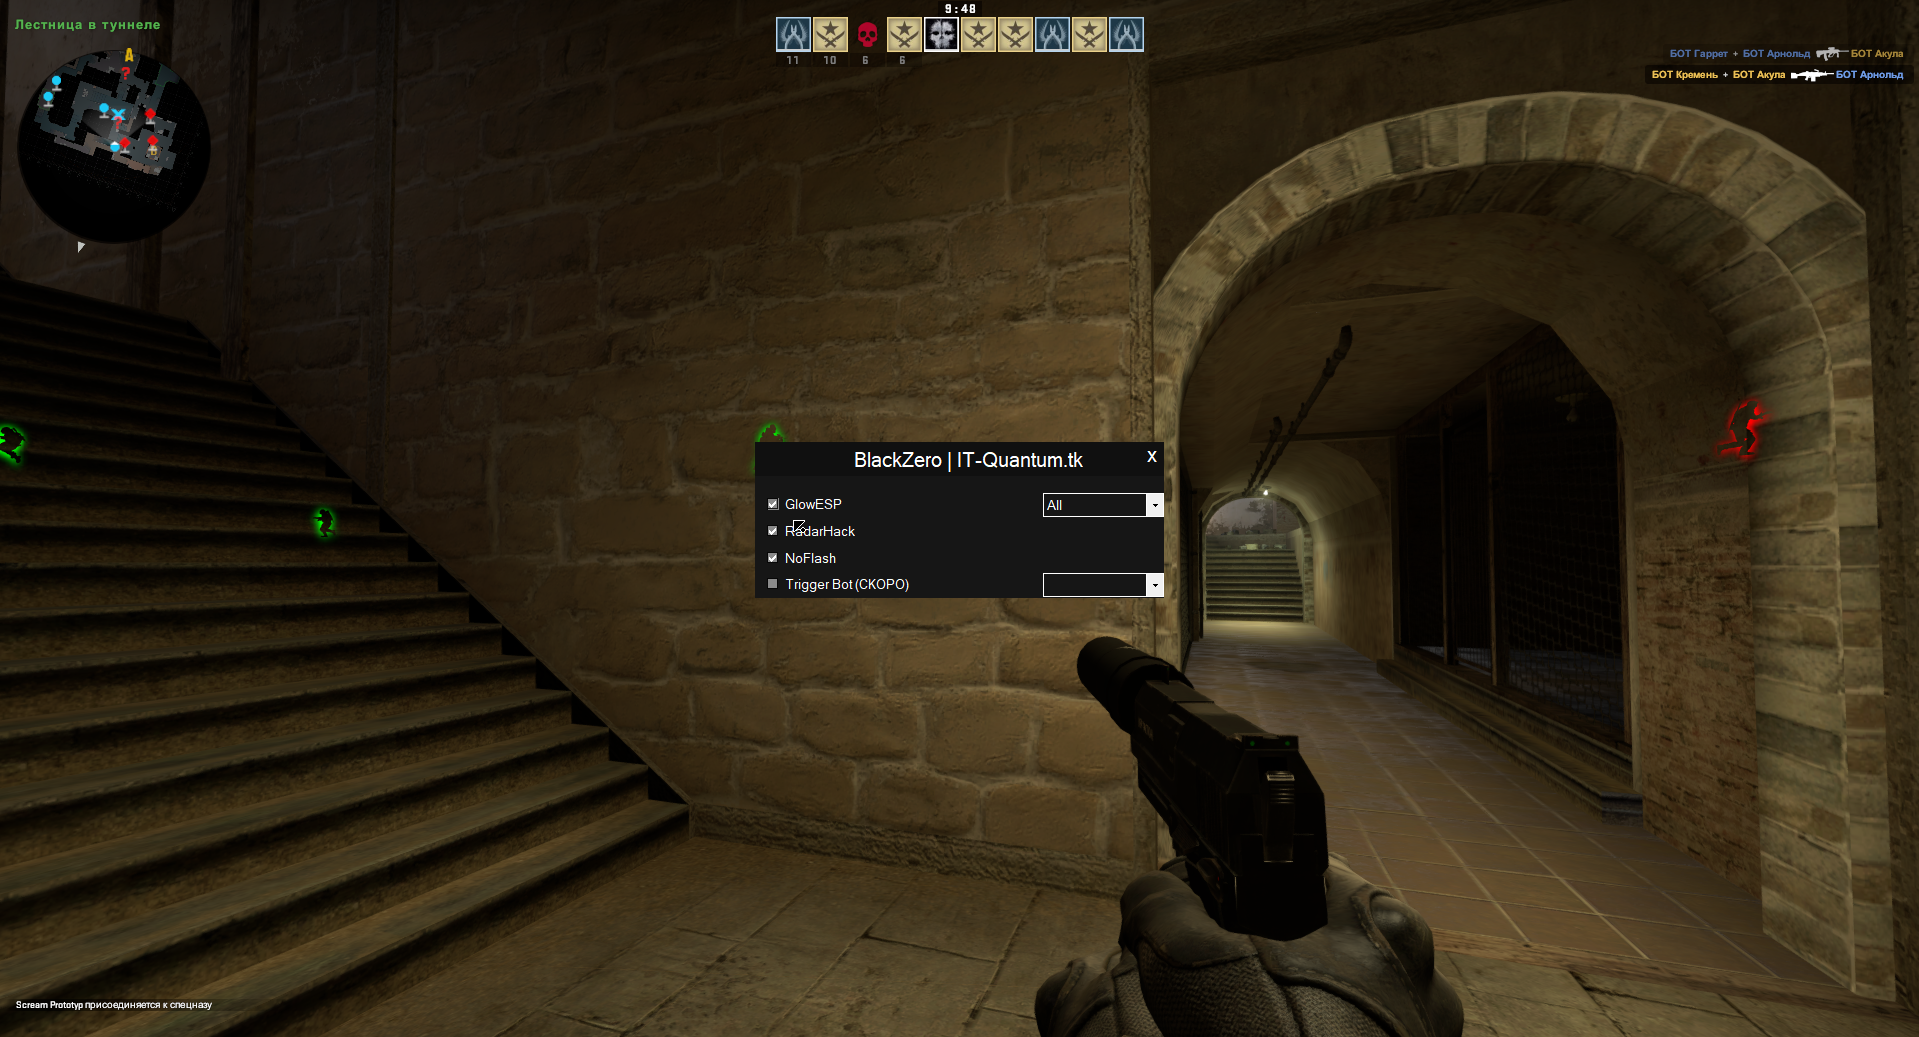 Лестница в туннеле
9:48
11 10 6 6
БОТ Гаррет + БОТ Арнольд БОТ Акула
БОТ Кремень + БОТ Акула БОТ Арнольд
A
?
?
BlackZero | IT-Quantum.tk X
GlowESP All
RadarHack
NoFlash
Trigger Bot (СКОРО)
Scream Prototyp присоединяется к спецназу